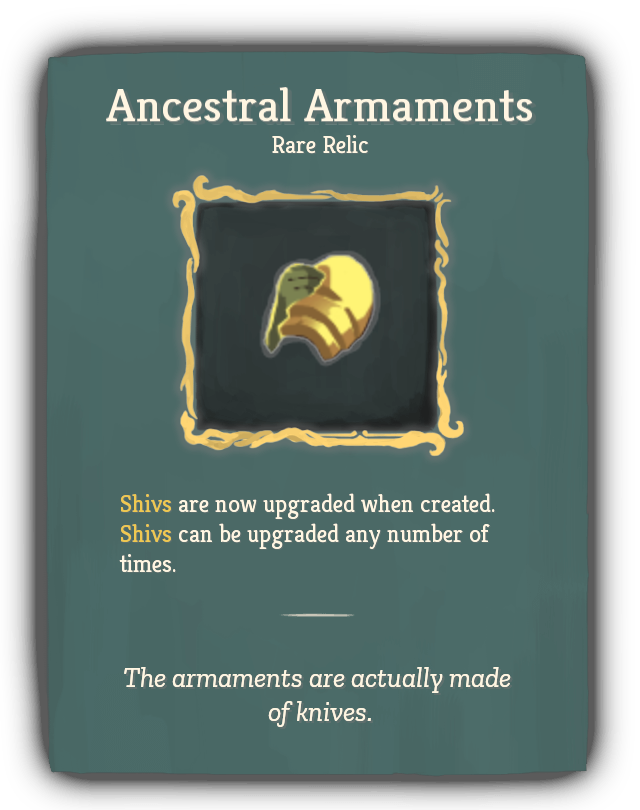 Ancestral Armaments
Rare Relic
Shivs are now upgraded when created.
Shivs can be upgraded any number of
times.
The armaments are actually made
of knives.